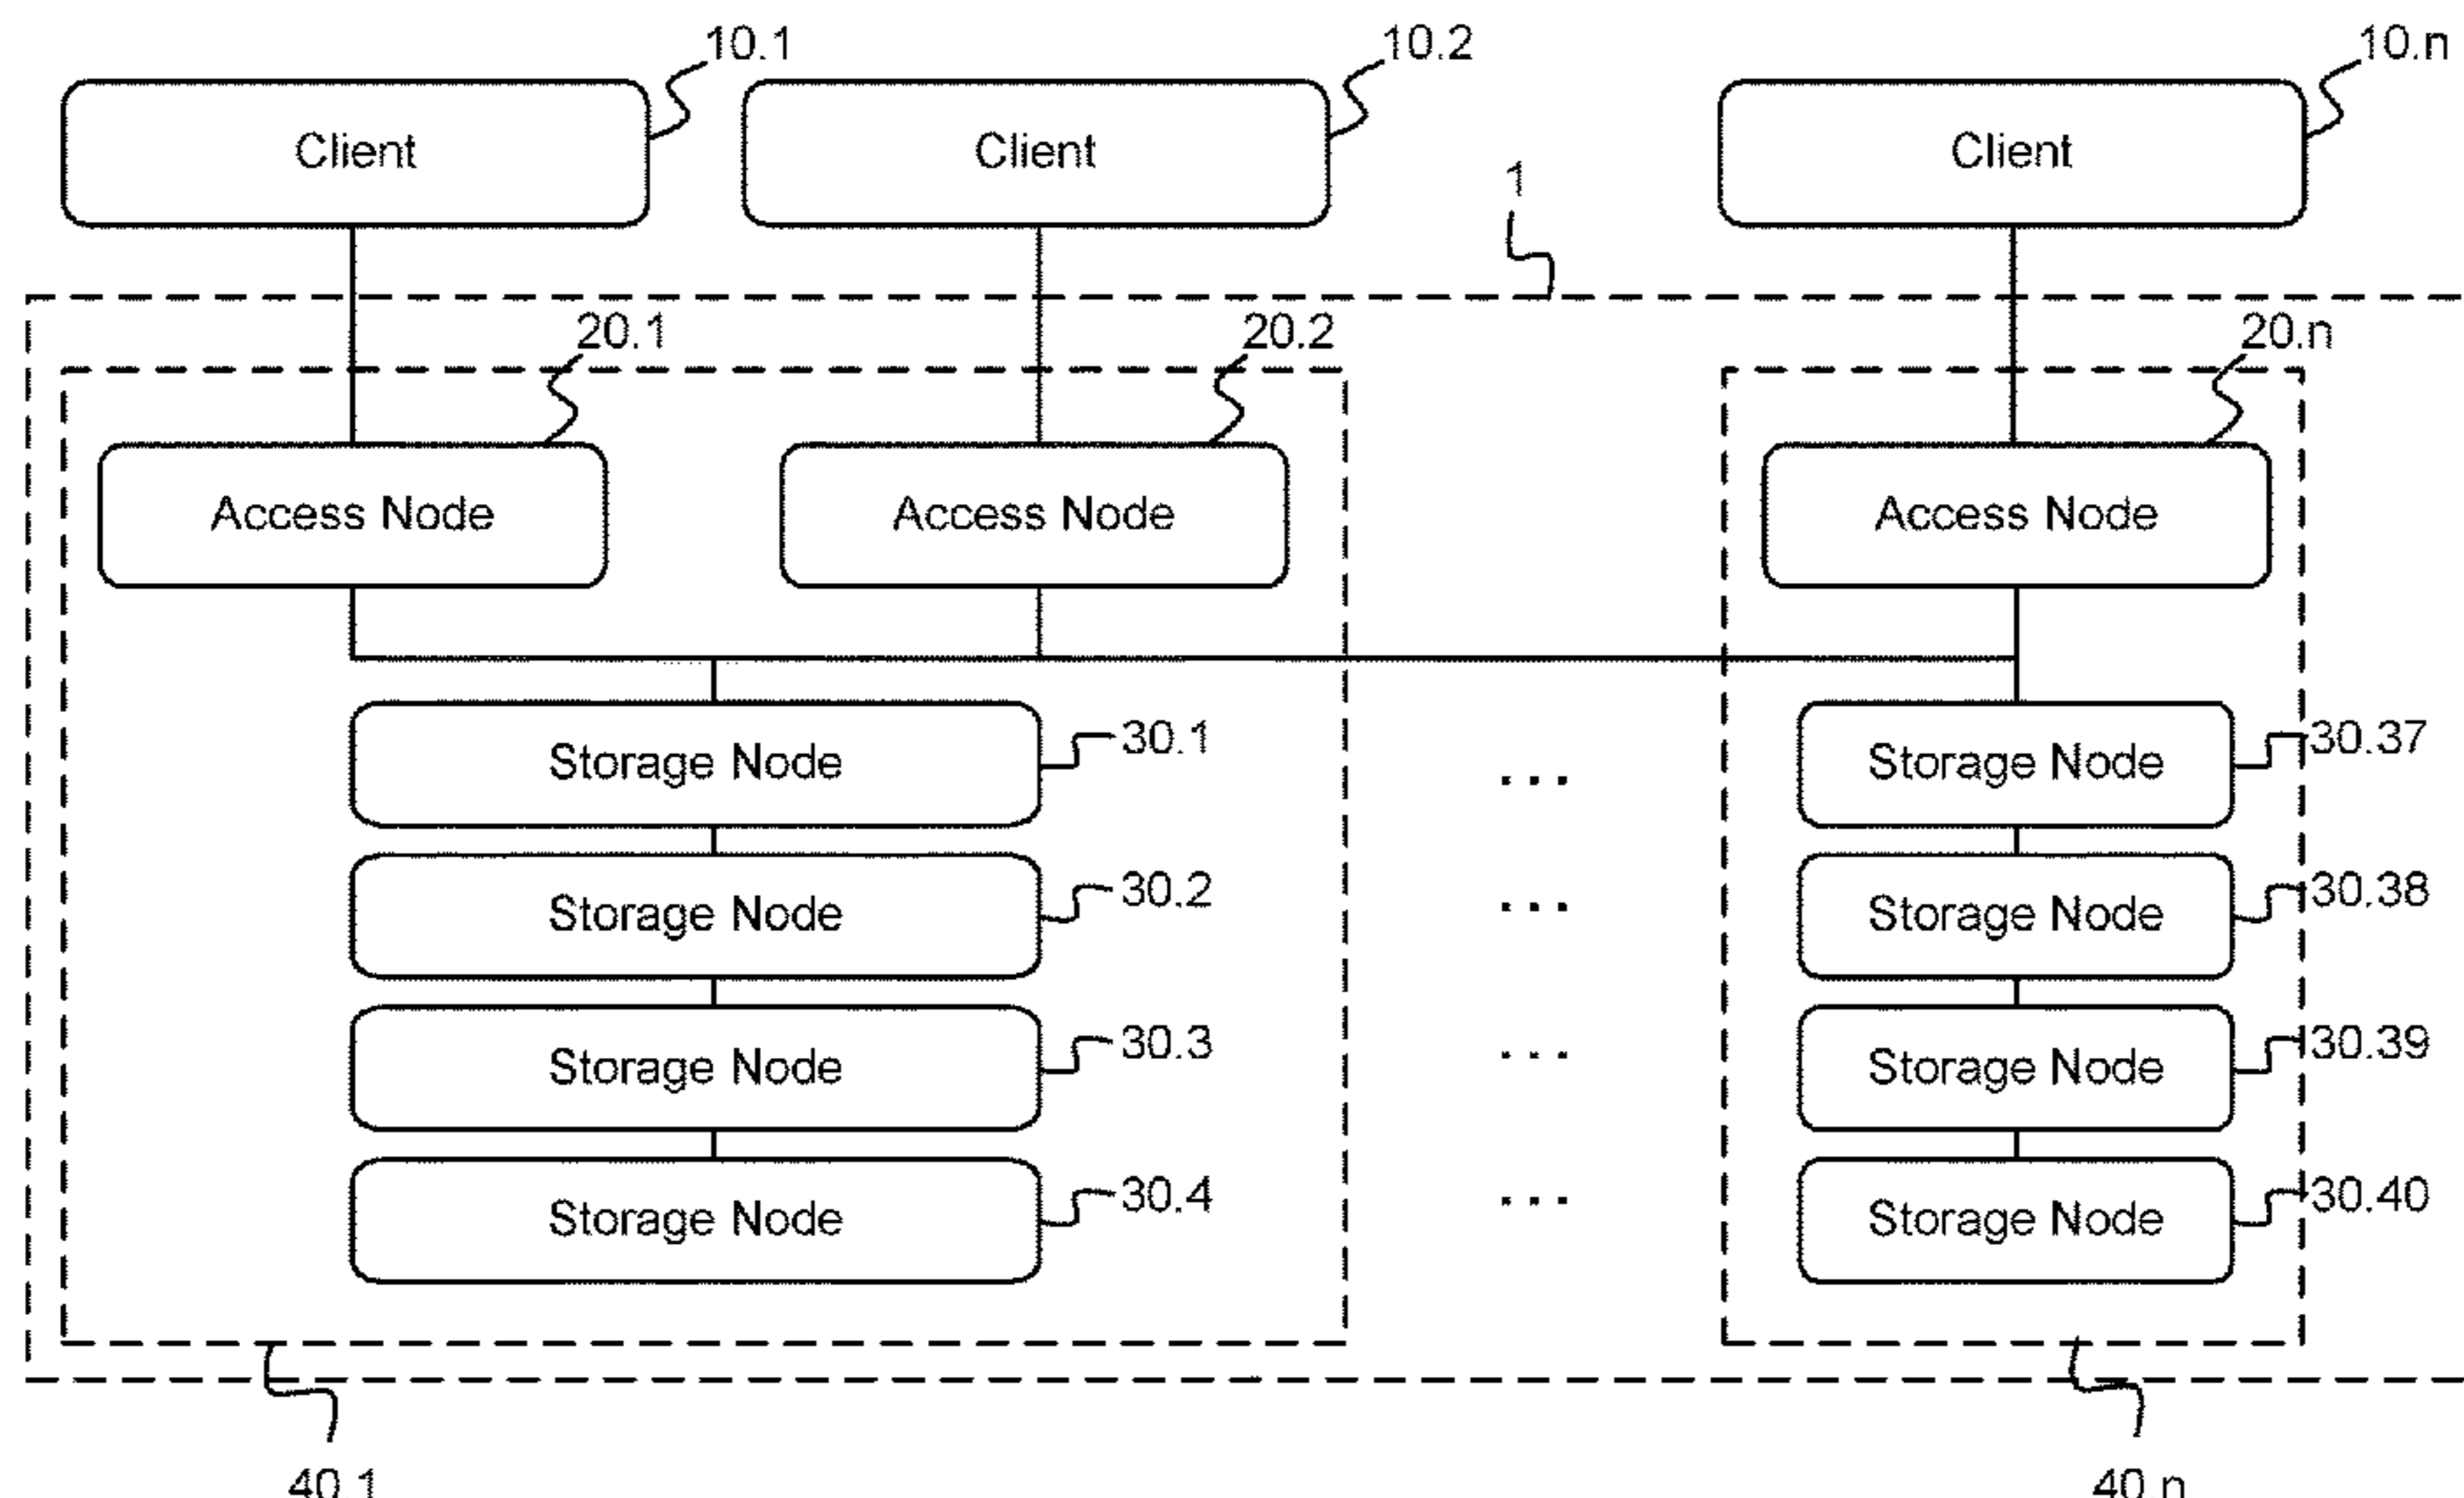 10.1
10.2
10.n
Client
Client
Client
1
20.1
20.2
20.n
Access Node
Access Node
Access Node
Storage Node
30.1
...
Storage Node
30.37
Storage Node
30.2
...
Storage Node
30.38
Storage Node
30.3
...
Storage Node
30.39
Storage Node
30.4
...
Storage Node
30.40
40.1
40.n